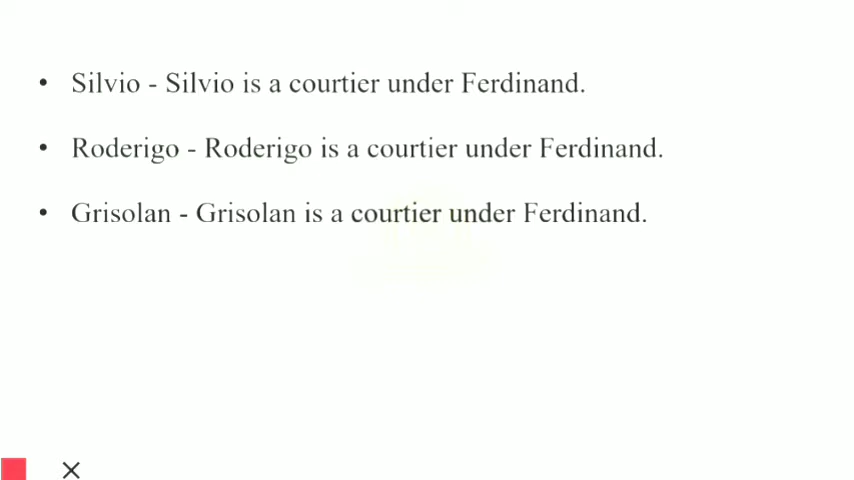 • Silvio - Silvio is a courtier under Ferdinand.
• Roderigo - Roderigo is a courtier under Ferdinand.
• Grisolan - Grisolan is a courtier under Ferdinand.